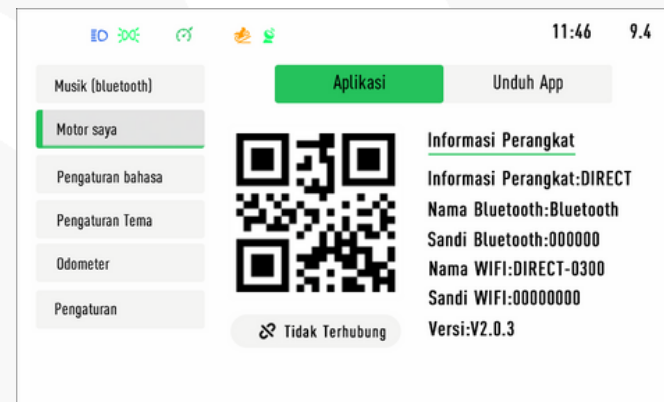 11:46 9.4
Musik (bluetooth)
Motor saya
Pengaturan bahasa
Pengaturan Tema
Odometer
Pengaturan
Aplikasi
Unduh App
Tidak Terhubung
Informasi Perangkat
Informasi Perangkat:DIRECT
Nama Bluetooth:Bluetooth
Sandi Bluetooth:000000
Nama WIFI:DIRECT-0300
Sandi WIFI:00000000
Versi:V2.0.3